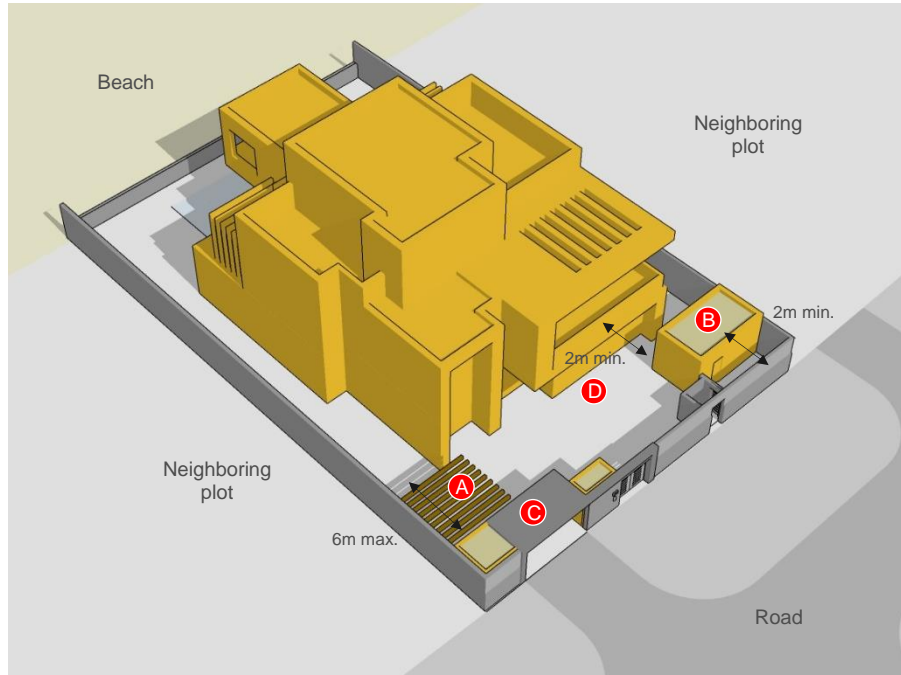 Beach
Neighboring
plot
B
2m min.
2m min.
D
Neighboring
plot
A
C
6m max.
Road